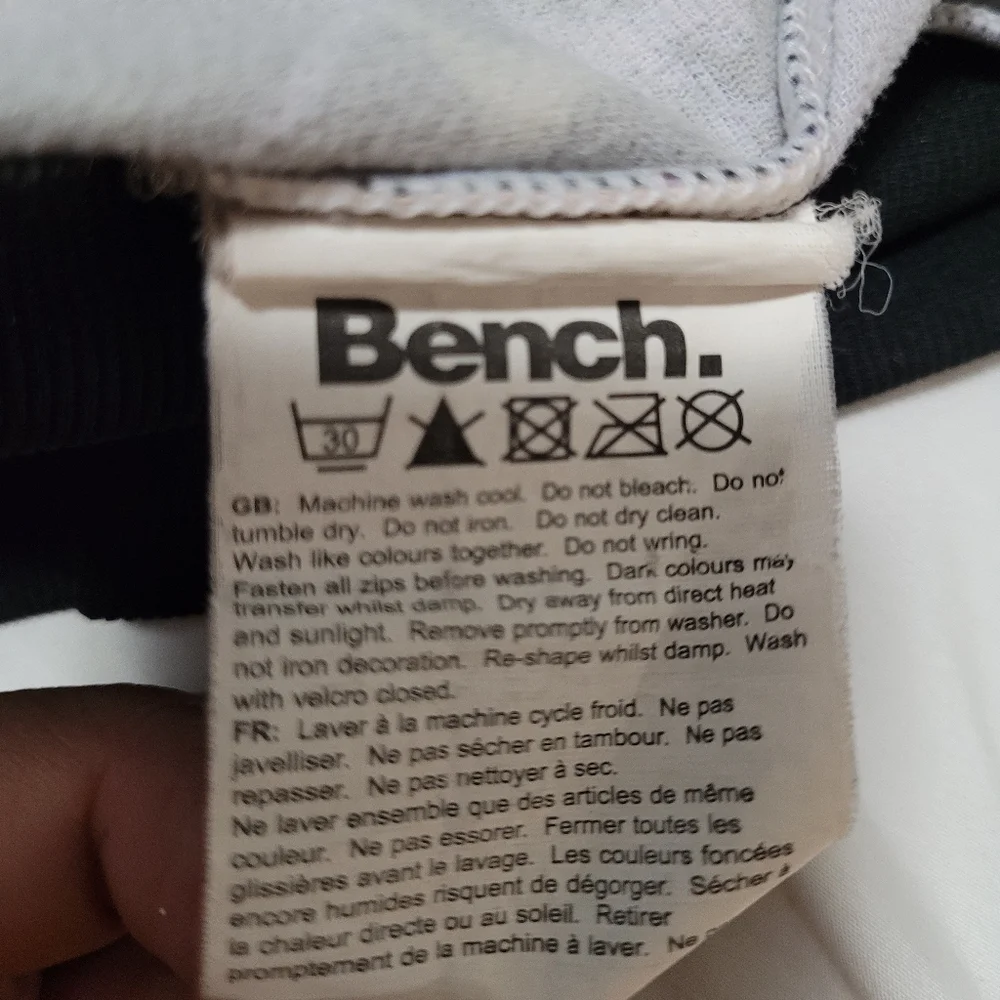 Bench.
30
GB: Machine wash cool. Do not bleach. Do not
tumble dry. Do not iron. Do not dry clean.
Wash like colours together. Do not wring.
Fasten all zips before washing. Dark colours may
transfer whilst damp. Dry away from direct heat
and sunlight. Remove promptly from washer. Do
not iron decoration. Re-shape whilst damp. Wash
with velcro closed.
FR: Laver à la machine cycle froid. Ne pas
javelliser. Ne pas sécher en tambour. Ne pas
repasser. Ne pas nettoyer à sec.
Ne laver ensemble que des articles de même
couleur. Ne pas essorer. Fermer toutes les
glissières avant le lavage. Les couleurs foncées
encore humides risquent de dégorger. Sécher à
la chaleur directe ou au soleil. Retirer
promptement de la machine à laver. Ne